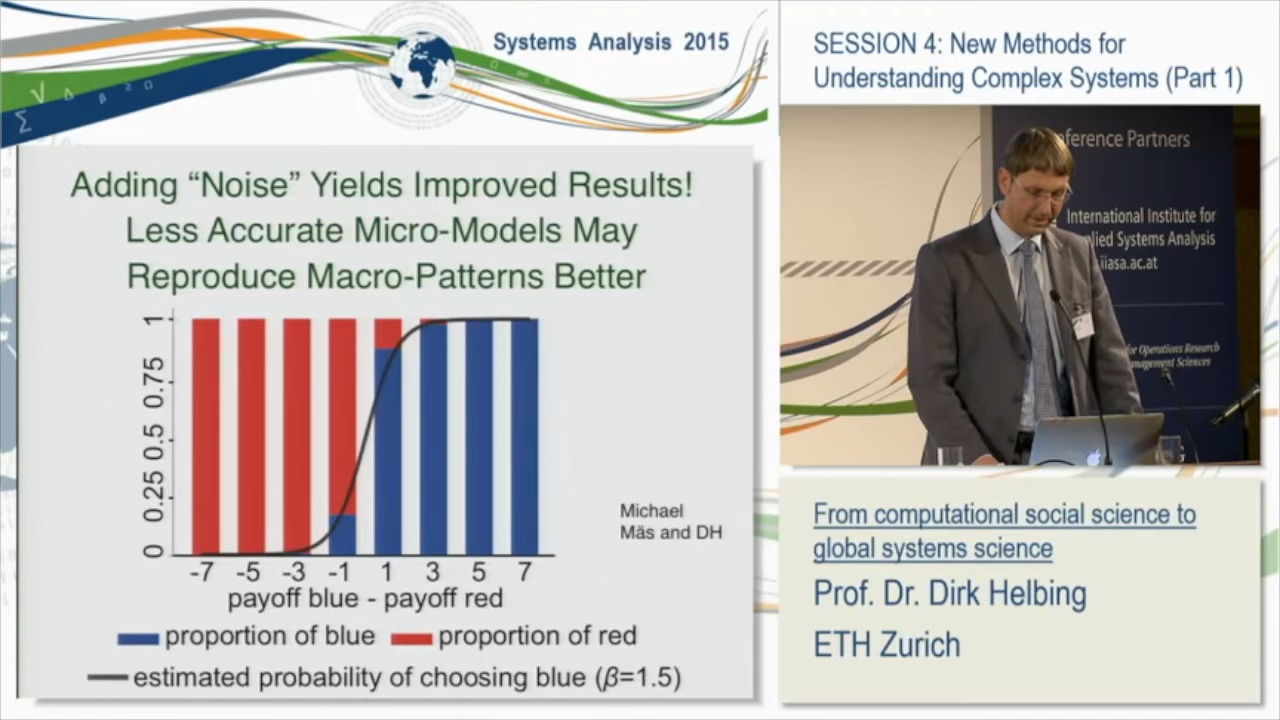 Systems Analysis 2015
SESSION 4: New Methods for
Understanding Complex Systems (Part 1)
Adding “Noise” Yields Improved Results!
Less Accurate Micro-Models May
Reproduce Macro-Patterns Better
1
0.75
0.5
0.25
0
-7 -5 -3 -1 1 3 5 7
payoff blue - payoff red
proportion of blue proportion of red
estimated probability of choosing blue (β=1.5)
Michael
Mäs and DH
Partners
International Institute for
Systems Analysis
iiasa.ac.at
for Operations Research
Sciences
From computational social science to
global systems science
Prof. Dr. Dirk Helbing
ETH Zurich